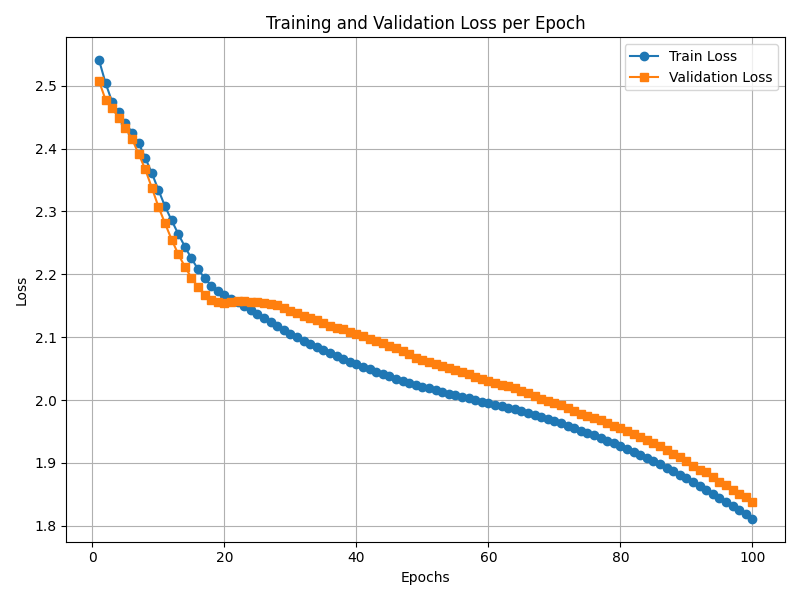 Training and Validation Loss per Epoch
Train Loss
Validation Loss
2.5
2.4
2.3
2.2
2.1
2.0
1.9
1.8
Loss
0 20 40 60 80 100
Epochs